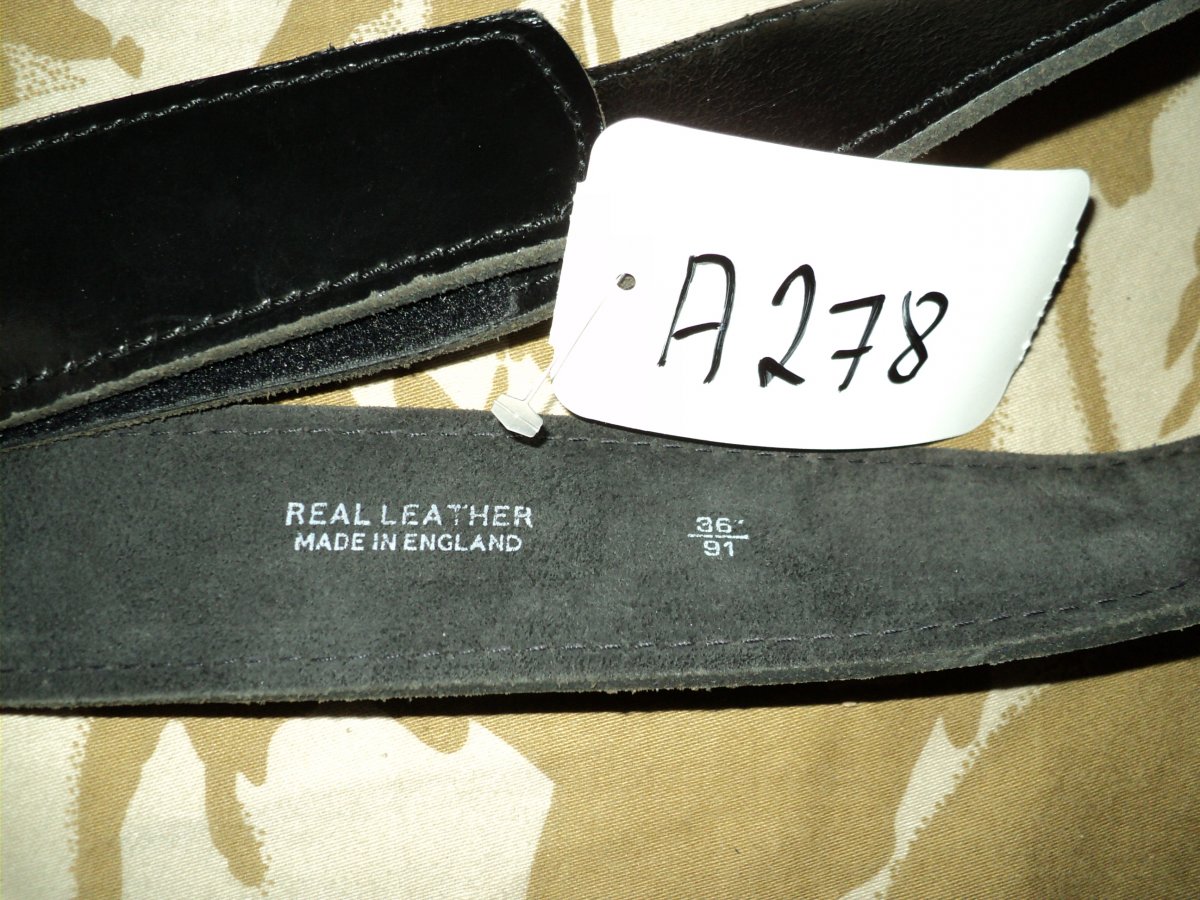 A278
REAL LEATHER
MADE IN ENGLAND
36"
91